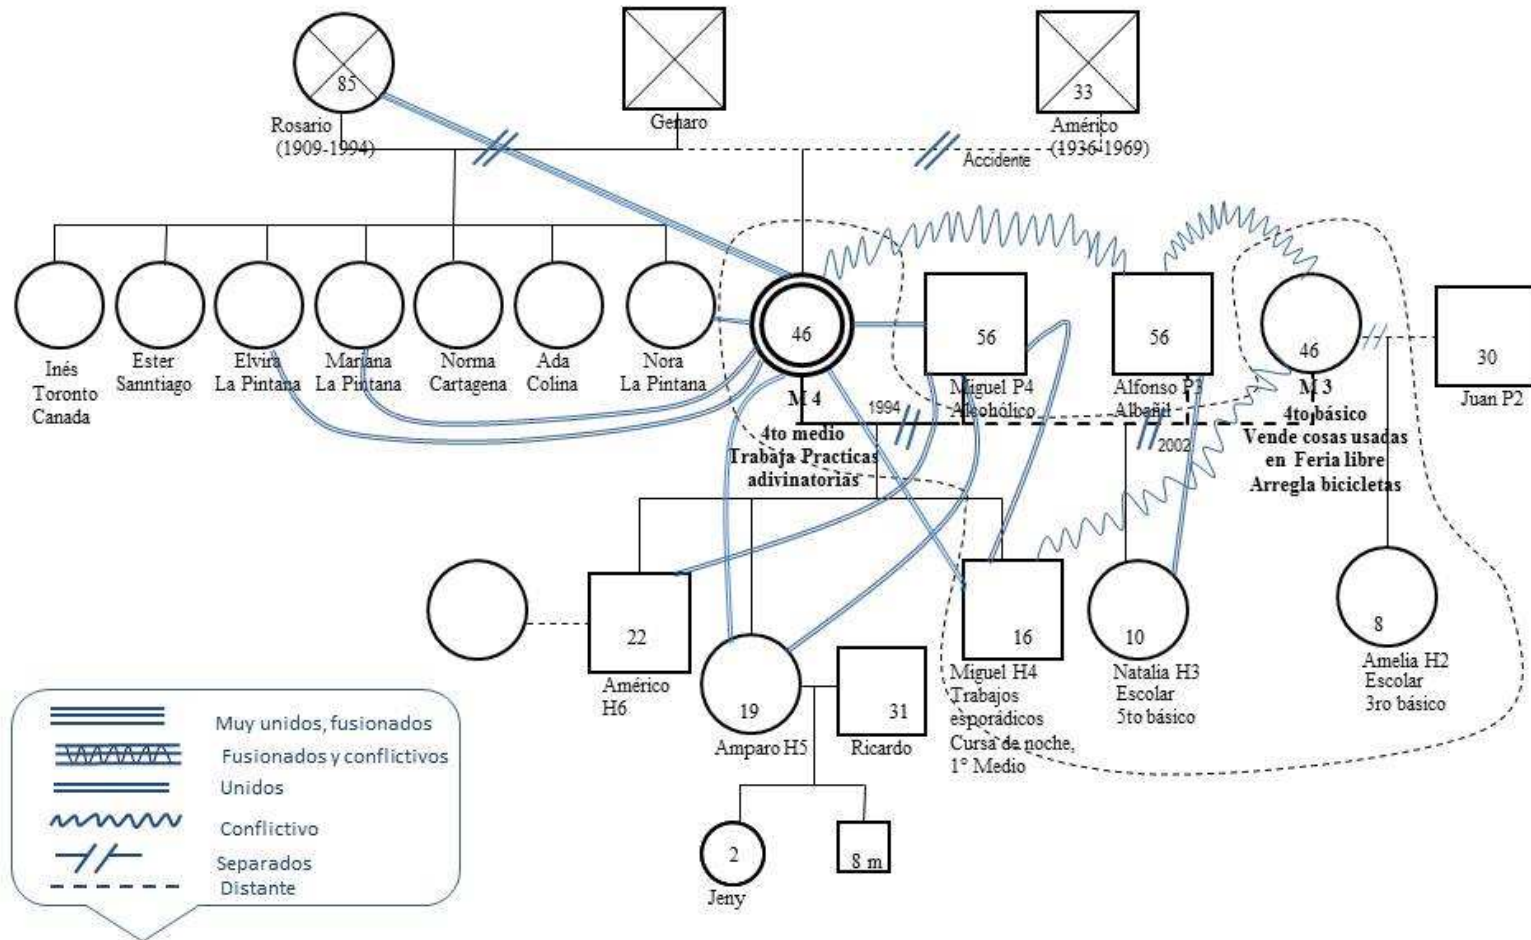 85
Rosario
(1909-1994)
Genaro
33
Américo
(1936-1969)
Accidente
Inés
Toronto
Canada
Ester
Sanntiago
Elvira
La Pintana
Mariana
La Pintana
Norma
Cartagena
Ada
Colina
Nora
La Pintana
46
M 4
4to medio
Trabaja Practicas
adivinatorias
56
Miguel P4
Alcohólico
1994
56
Alfonso P3
Albañil
2002
46
M 3
4to básico
Vende cosas usadas
en Feria libre
Arregla bicicletas
30
Juan P2
22
Américo
H6
19
Amparo H5
31
Ricardo
16
Miguel H4
Trabajos
esporádicos
Cursa de noche,
1° Medio
10
Natalia H3
Escolar
5to básico
8
Amelia H2
Escolar
3ro básico
2
Jeny
8 m
Muy unidos, fusionados
Fusionados y conflictivos
Unidos
Conflictivo
Separados
Distante